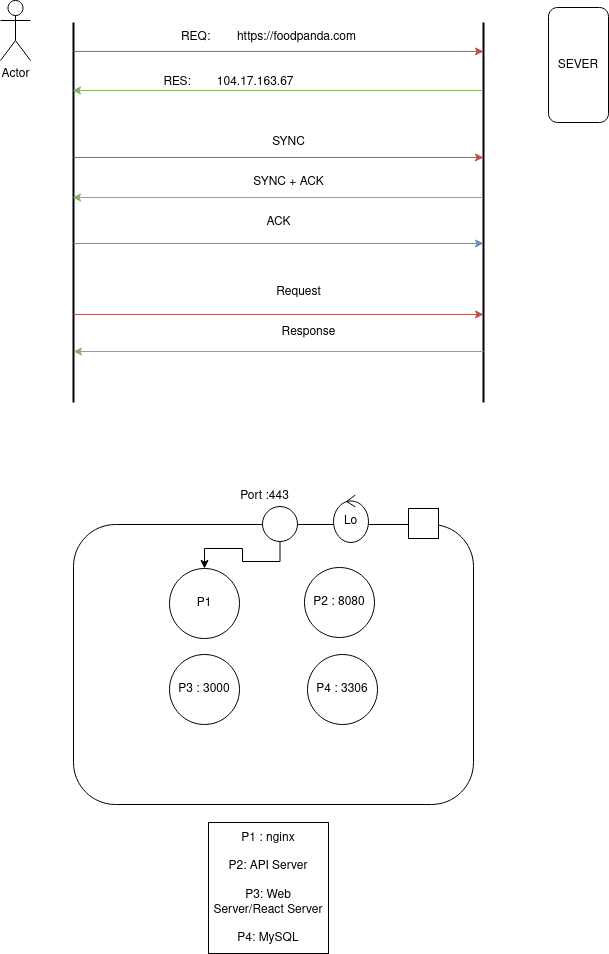 Actor
REQ: https://foodpanda.com
SEVER
RES: 104.17.163.67
SYNC
SYNC + ACK
ACK
Request
Response
Port :443
Lo
P1
P2 : 8080
P3 : 3000
P4 : 3306
P1 : nginx
P2: API Server
P3: Web
Server/React Server
P4: MySQL